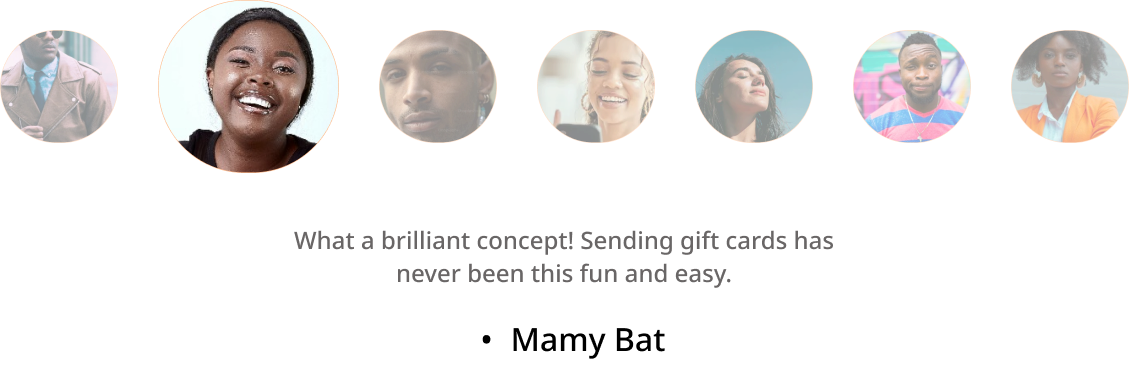 What a brilliant concept! Sending gift cards has
never been this fun and easy.
• Mamy Bat